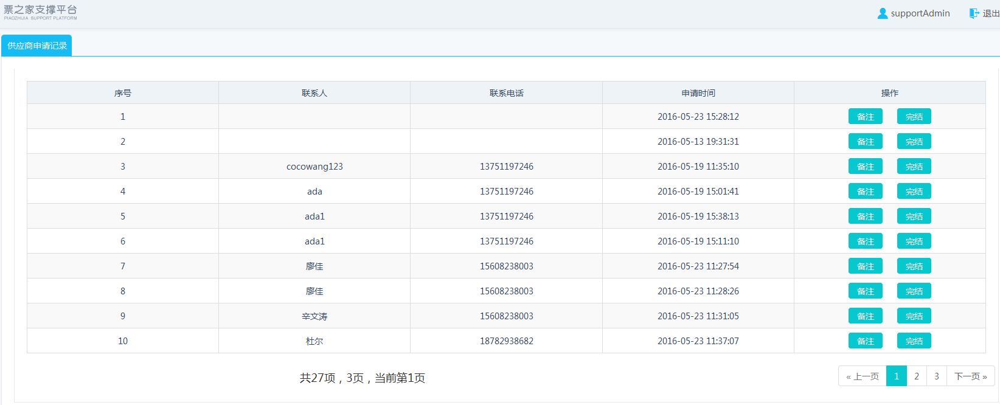 票之家支撑平台
PIAOZHIJIA SUPPORT PLATFORM
supportAdmin 退出
供应商申请记录
序号 联系人 联系电话 申请时间 操作
1 2016-05-23 15:28:12 备注 完结
2 2016-05-13 19:31:31 备注 完结
3 cocowang123 13751197246 2016-05-19 11:35:10 备注 完结
4 ada 13751197246 2016-05-19 15:01:41 备注 完结
5 ada1 13751197246 2016-05-19 15:38:13 备注 完结
6 ada1 13751197246 2016-05-19 15:11:10 备注 完结
7 廖佳 15608238003 2016-05-23 11:27:54 备注 完结
8 廖佳 15608238003 2016-05-23 11:28:26 备注 完结
9 辛文涛 15608238003 2016-05-23 11:31:05 备注 完结
10 杜尔 18782938682 2016-05-23 11:37:07 备注 完结
共27项，3页，当前第1页 « 上一页 1 2 3 下一页 »